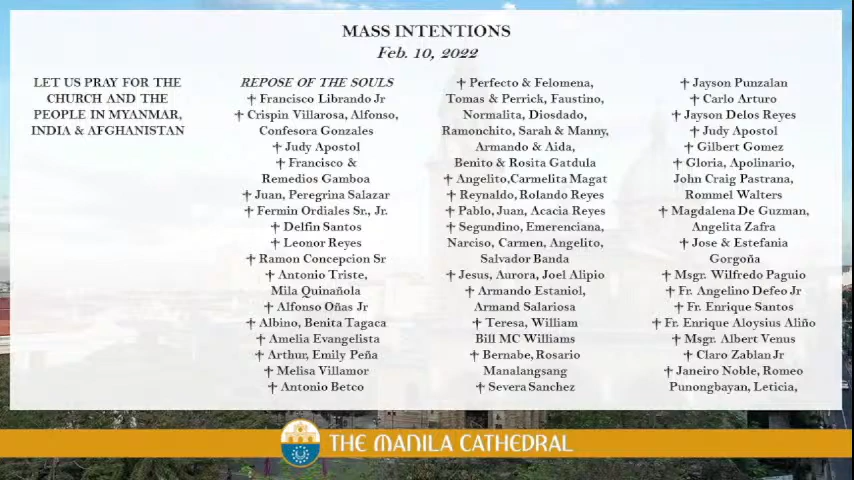 MASS INTENTIONS
Feb. 10, 2022
LET US PRAY FOR THE
CHURCH AND THE
PEOPLE IN MYANMAR,
INDIA & AFGHANISTAN
REPOSE OF THE SOULS
✝ Francisco Librando Jr
✝ Crispin Villarosa, Alfonso,
Confesora Gonzales
✝ Judy Apostol
✝ Francisco &
Remedios Gamboa
✝ Juan, Peregrina Salazar
✝ Fermin Ordiales Sr., Jr.
✝ Delfin Santos
✝ Leonor Reyes
✝ Ramon Concepcion Sr
✝ Antonio Triste,
Mila Quinañola
✝ Alfonso Oñas Jr
✝ Albino, Benita Tagaca
✝ Amelia Evangelista
✝ Arthur, Emily Peña
✝ Melisa Villamor
✝ Antonio Betco
✝ Perfecto & Felomena,
Tomas & Perrick, Faustino,
Normalita, Diosdado,
Ramonchito, Sarah & Manny,
Armando & Aida,
Benito & Rosita Gatdula
✝ Angelito,Carmelita Magat
✝ Reynaldo, Rolando Reyes
✝ Pablo, Juan, Acacia Reyes
✝ Segundino, Emerenciana,
Narciso, Carmen, Angelito,
Salvador Banda
✝ Jesus, Aurora, Joel Alipio
✝ Armando Estaniol,
Armand Salariosa
✝ Teresa, William
Bill MC Williams
✝ Bernabe, Rosario
Manalangsang
✝ Severa Sanchez
✝ Jayson Punzalan
✝ Carlo Arturo
✝ Jayson Delos Reyes
✝ Judy Apostol
✝ Gilbert Gomez
✝ Gloria, Apolinario,
John Craig Pastrana,
Rommel Walters
✝ Magdalena De Guzman,
Angelita Zafra
✝ Jose & Estefania
Gorgoña
✝ Msgr. Wilfredo Paguio
✝ Fr. Angelino Defeo Jr
✝ Fr. Enrique Santos
✝ Fr. Enrique Aloysius Aliño
✝ Msgr. Albert Venus
✝ Claro Zablan Jr
✝ Janeiro Noble, Romeo
Punongbayan, Leticia,
THE MANILA CATHEDRAL